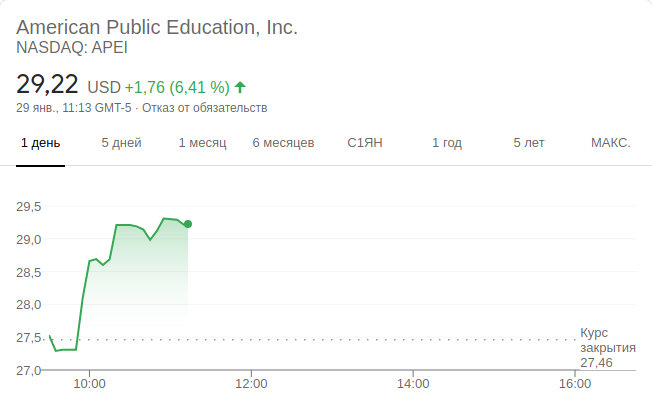 American Public Education, Inc.
NASDAQ: APEI
29,22 USD +1,76 (6,41 %)
29 янв., 11:13 GMT-5 · Отказ от обязательств
1 день 5 дней 1 месяц 6 месяцев С1ЯН 1 год 5 лет МАКС.
29,5
29,0
28,5
28,0
27,5
27,0
Курс
закрытия
27,46
10:00 12:00 14:00 16:00